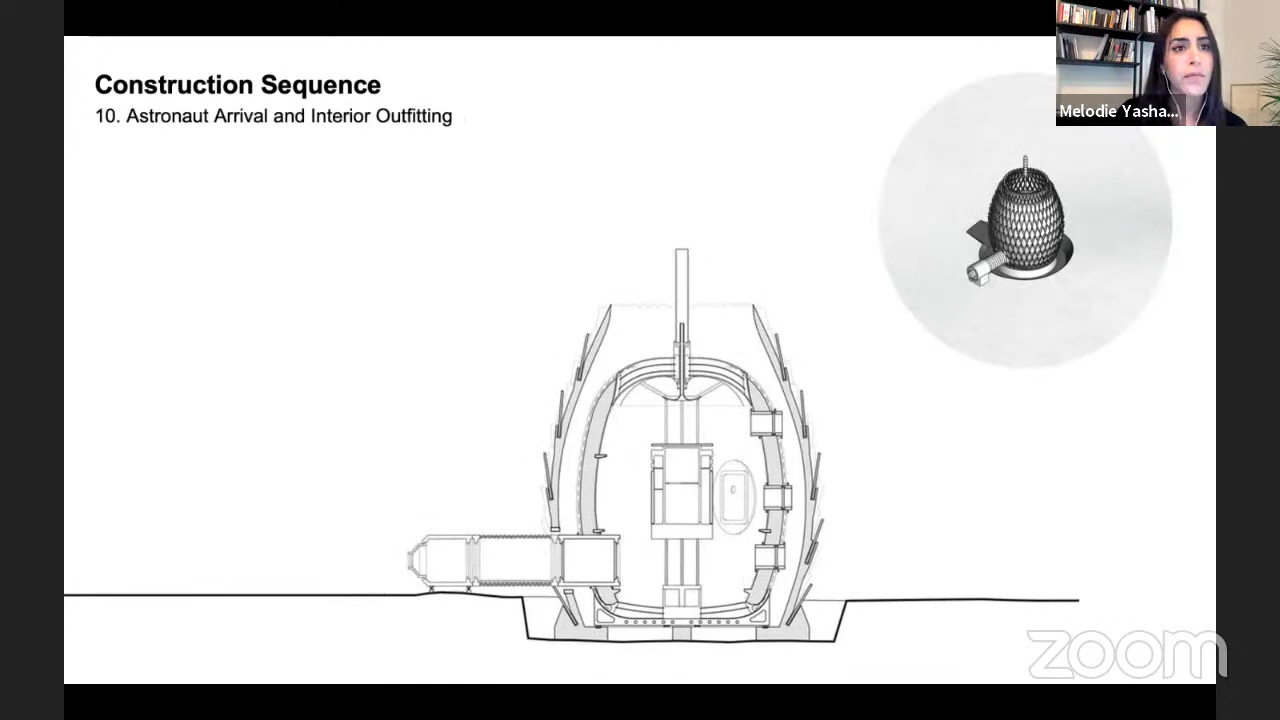 Construction Sequence
10. Astronaut Arrival and Interior Outfitting
Melodie Yasha...
zoom